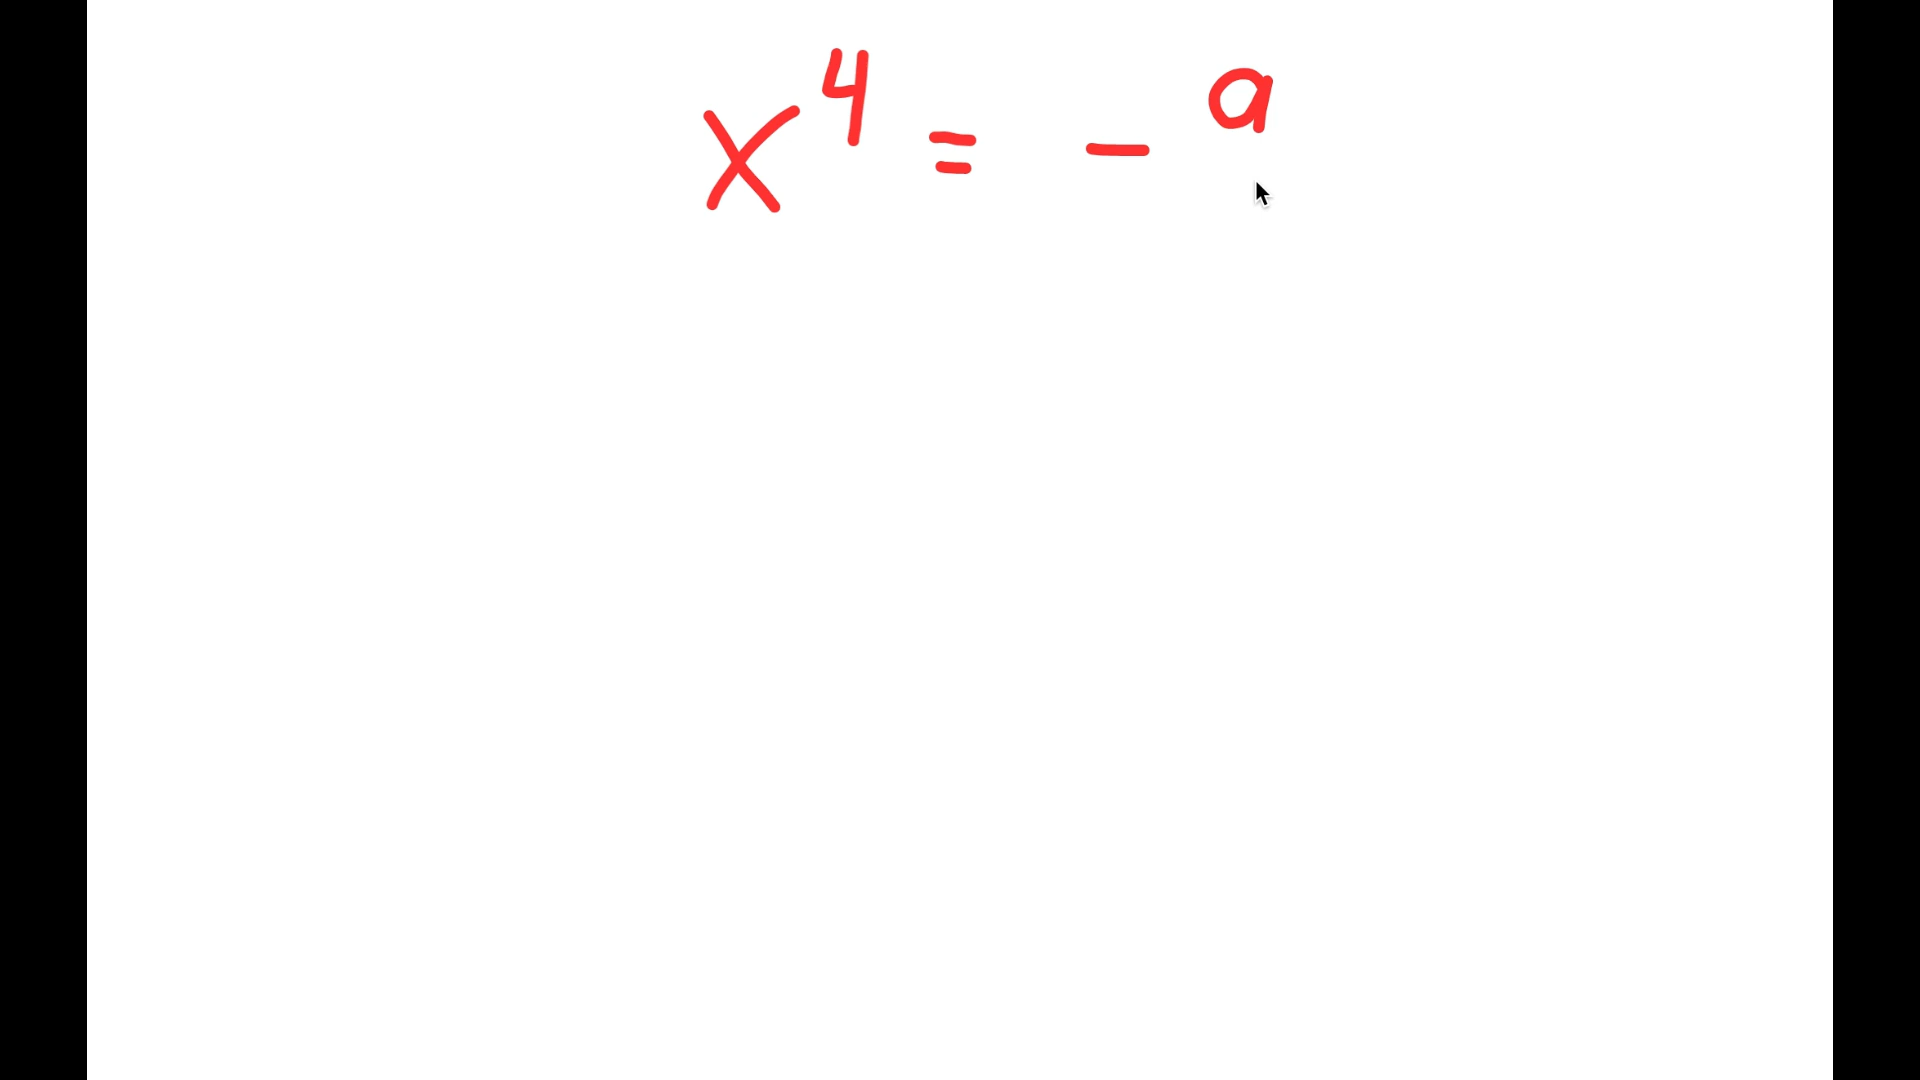 x⁴ = - a